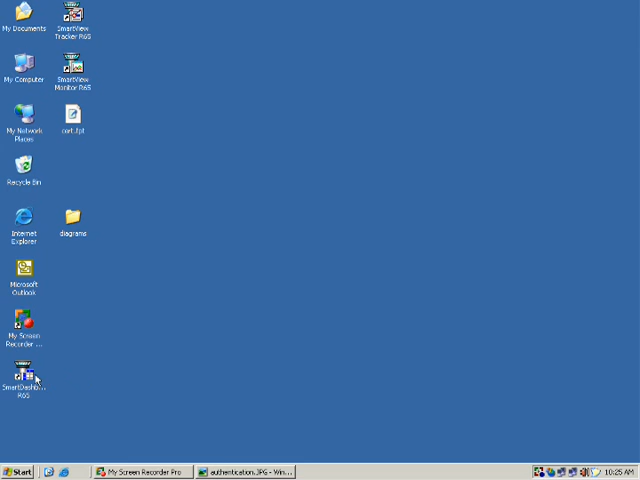 My Documents
SmartView
Tracker R65
My Computer
SmartView
Monitor R65
My Network
Places
cert.fpt
Recycle Bin
Internet
Explorer
diagrams
Microsoft
Outlook
My Screen
Recorder ...
SmartDashb...
R65
Start
My Screen Recorder Pro
authentication.JPG - Win...
10:25 AM